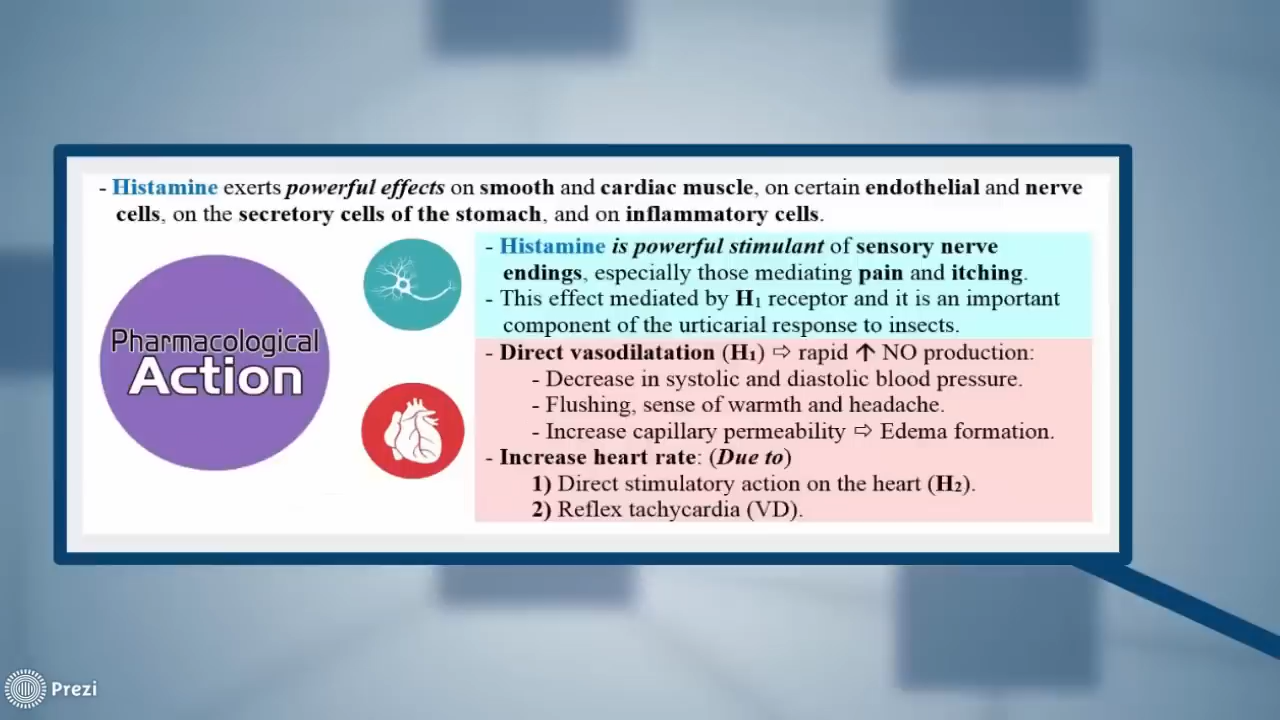 - Histamine exerts powerful effects on smooth and cardiac muscle, on certain endothelial and nerve
cells, on the secretory cells of the stomach, and on inflammatory cells.
Pharmacological
Action
- Histamine is powerful stimulant of sensory nerve
endings, especially those mediating pain and itching.
- This effect mediated by H₁ receptor and it is an important
component of the urticarial response to insects.
- Direct vasodilatation (H₁) ⇨ rapid ↑ NO production:
- Decrease in systolic and diastolic blood pressure.
- Flushing, sense of warmth and headache.
- Increase capillary permeability ⇨ Edema formation.
- Increase heart rate: (Due to)
1) Direct stimulatory action on the heart (H₂).
2) Reflex tachycardia (VD).
Prezi